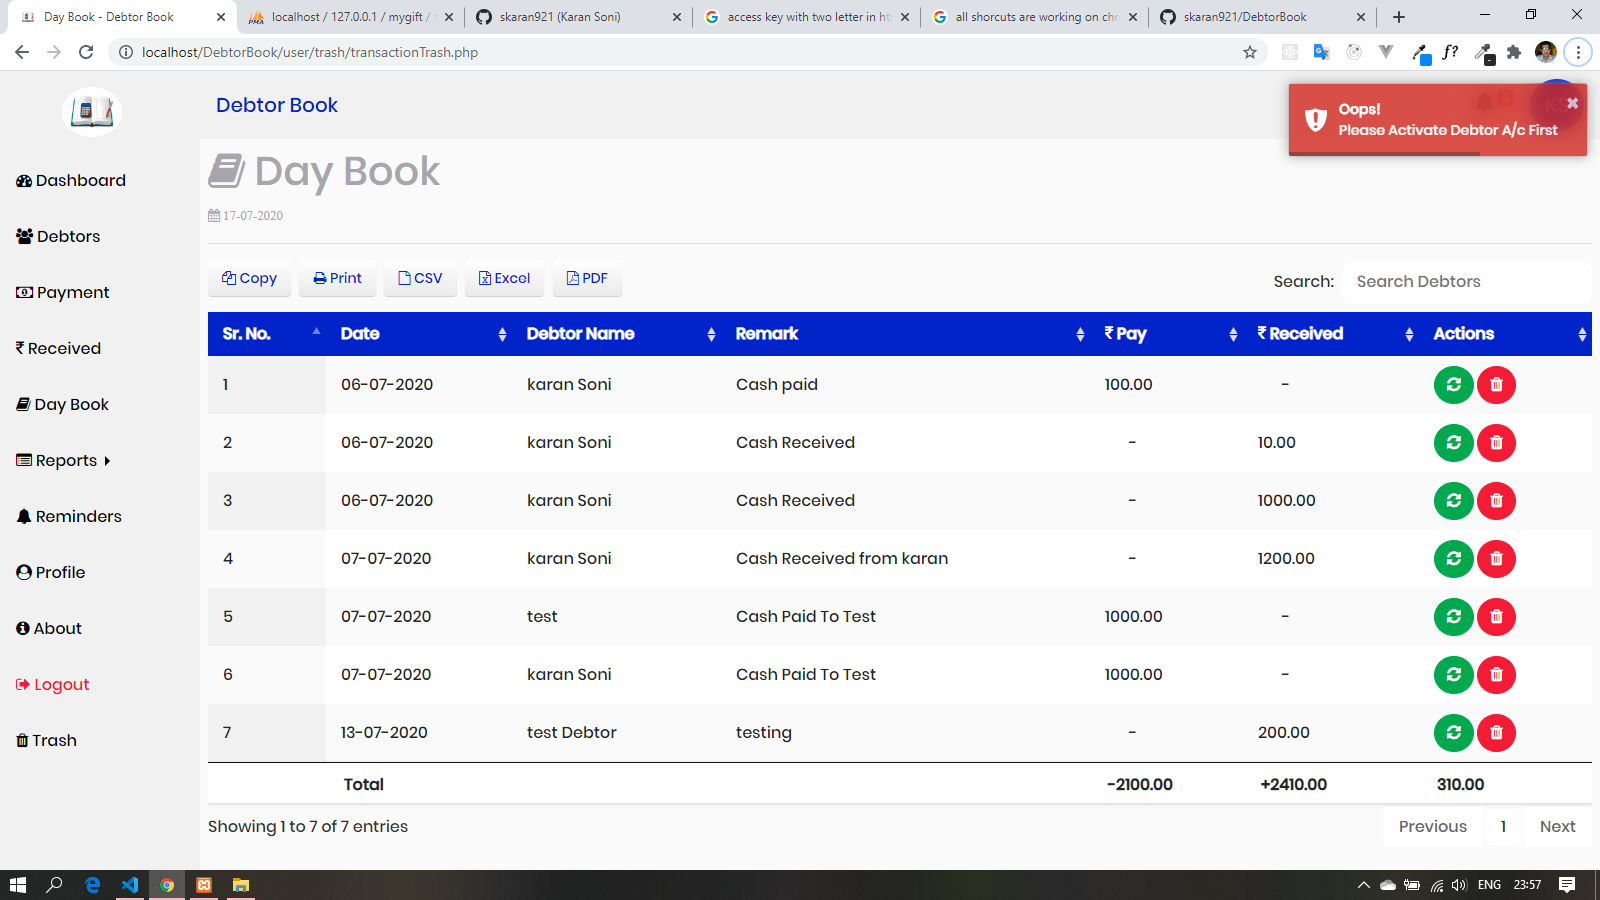 Day Book - Debtor Book
localhost / 127.0.0.1 / mygift /
skaran921 (Karan Soni)
access key with two letter in ht
all shorcuts are working on chr
skaran921/DebtorBook
localhost/DebtorBook/user/trash/transactionTrash.php
f?
Debtor Book
Oops!
Please Activate Debtor A/c First
Dashboard
Debtors
Payment
₹ Received
Day Book
Reports
Reminders
Profile
About
Logout
Trash
Day Book
17-07-2020
Copy Print CSV Excel PDF
Search: Search Debtors
Sr. No. Date Debtor Name Remark ₹ Pay ₹ Received Actions
1 06-07-2020 karan Soni Cash paid 100.00 -
2 06-07-2020 karan Soni Cash Received - 10.00
3 06-07-2020 karan Soni Cash Received - 1000.00
4 07-07-2020 karan Soni Cash Received from karan - 1200.00
5 07-07-2020 test Cash Paid To Test 1000.00 -
6 07-07-2020 karan Soni Cash Paid To Test 1000.00 -
7 13-07-2020 test Debtor testing - 200.00
Total -2100.00 +2410.00 310.00
Showing 1 to 7 of 7 entries
Previous 1 Next
ENG 23:57